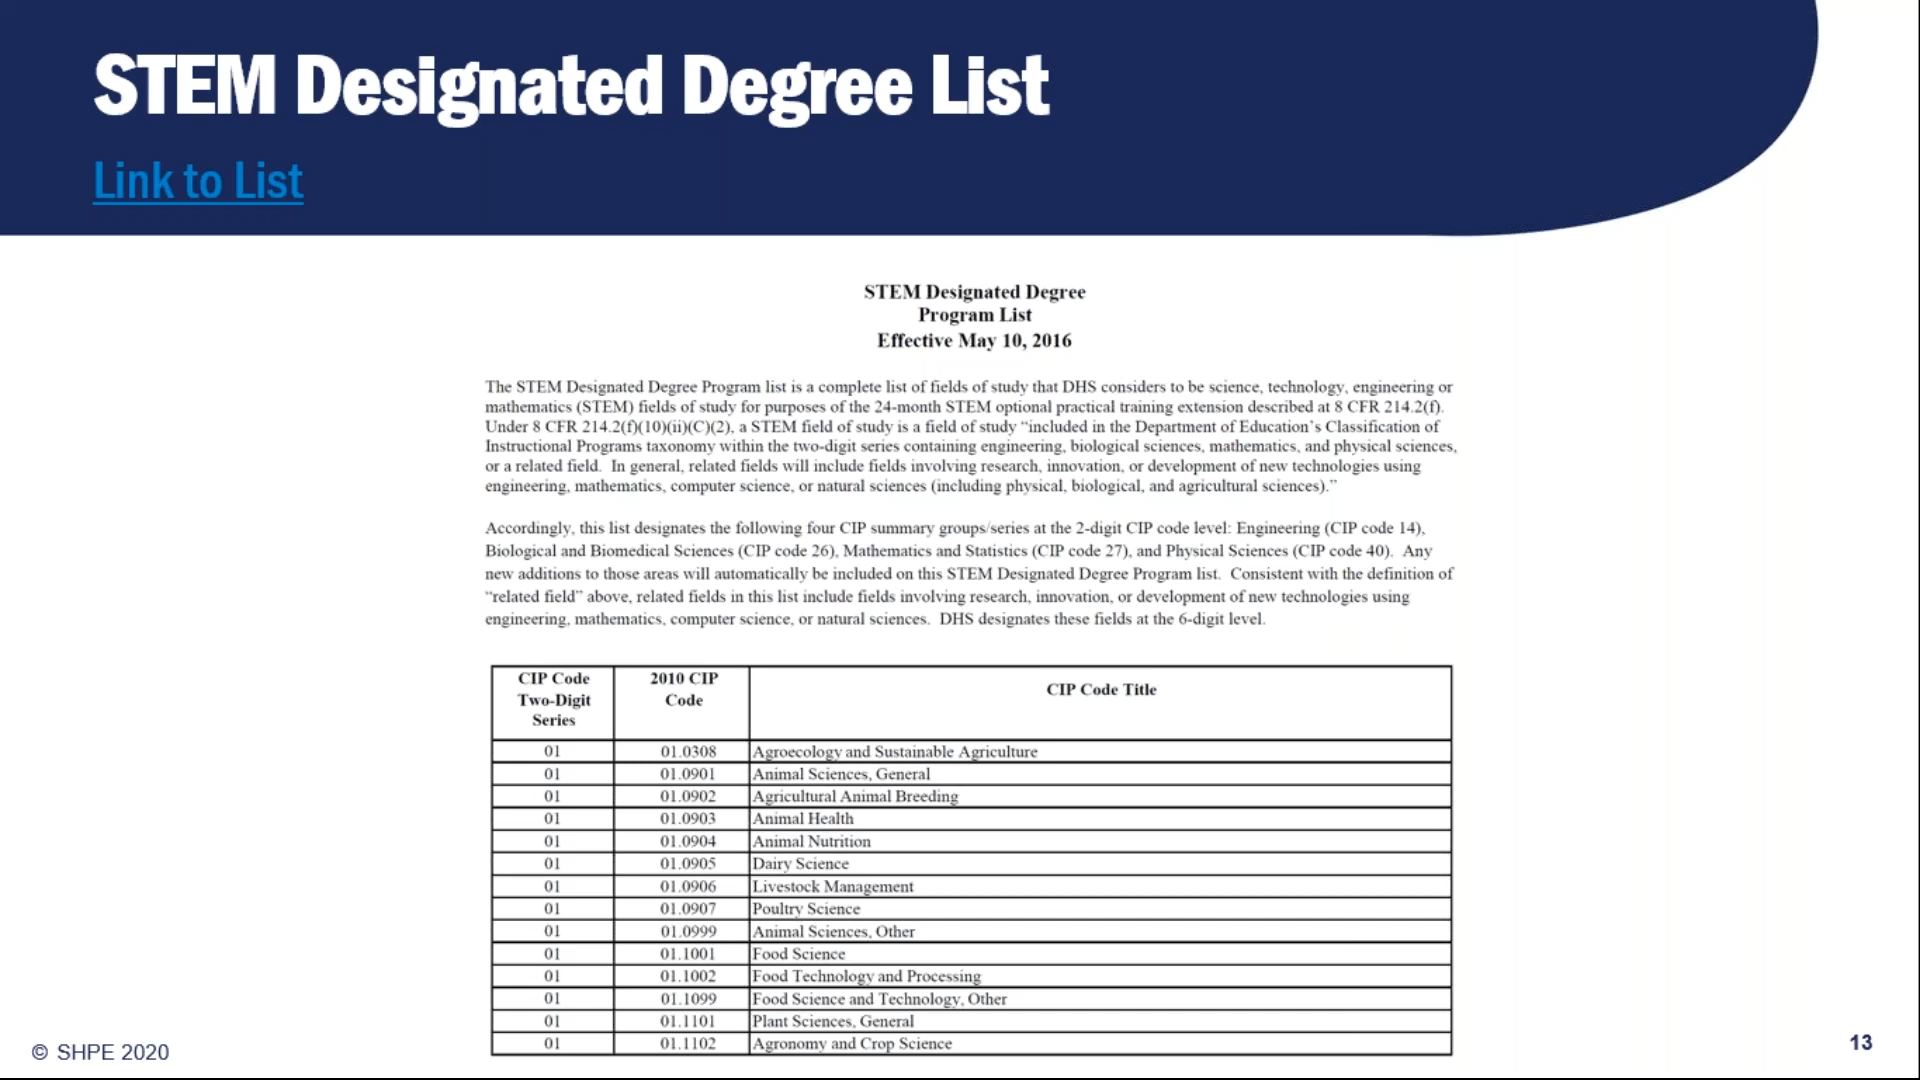 STEM Designated Degree List
Link to List
STEM Designated Degree
Program List
Effective May 10, 2016
The STEM Designated Degree Program list is a complete list of fields of study that DHS considers to be science, technology, engineering or
mathematics (STEM) fields of study for purposes of the 24-month STEM optional practical training extension described at 8 CFR 214.2(f).
Under 8 CFR 214.2(f)(10)(ii)(C)(2), a STEM field of study is a field of study “included in the Department of Education’s Classification of
Instructional Programs taxonomy within the two-digit series containing engineering, biological sciences, mathematics, and physical sciences,
or a related field. In general, related fields will include fields involving research, innovation, or development of new technologies using
engineering, mathematics, computer science, or natural sciences (including physical, biological, and agricultural sciences).”
Accordingly, this list designates the following four CIP summary groups/series at the 2-digit CIP code level: Engineering (CIP code 14),
Biological and Biomedical Sciences (CIP code 26), Mathematics and Statistics (CIP code 27), and Physical Sciences (CIP code 40). Any
new additions to those areas will automatically be included on this STEM Designated Degree Program list. Consistent with the definition of
“related field” above, related fields in this list include fields involving research, innovation, or development of new technologies using
engineering, mathematics, computer science, or natural sciences. DHS designates these fields at the 6-digit level.
CIP Code Two-Digit Series 2010 CIP Code CIP Code Title
01 01.0308 Agroecology and Sustainable Agriculture
01 01.0901 Animal Sciences, General
01 01.0902 Agricultural Animal Breeding
01 01.0903 Animal Health
01 01.0904 Animal Nutrition
01 01.0905 Dairy Science
01 01.0906 Livestock Management
01 01.0907 Poultry Science
01 01.0999 Animal Sciences, Other
01 01.1001 Food Science
01 01.1002 Food Technology and Processing
01 01.1099 Food Science and Technology, Other
01 01.1101 Plant Sciences, General
01 01.1102 Agronomy and Crop Science
© SHPE 2020
13